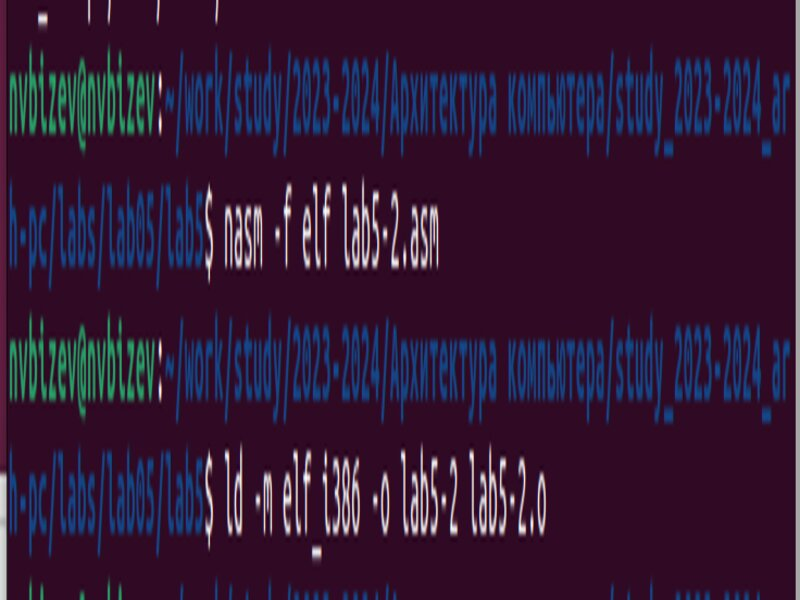 nvbizev@nvbizev:~/work/study/2023-2024/Архитектура компьютера/study_2023-2024_ar
h-pc/labs/lab05/lab5$ nasm -f elf lab5-2.asm
nvbizev@nvbizev:~/work/study/2023-2024/Архитектура компьютера/study_2023-2024_ar
h-pc/labs/lab05/lab5$ ld -m elf_i386 -o lab5-2 lab5-2.o